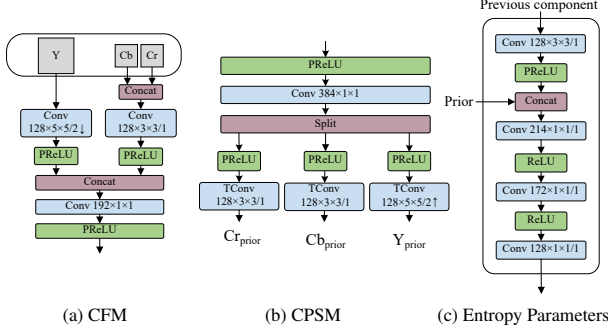 Y
Cb
Cr
Concat
Conv
128×5×5/2↓
Conv
128×3×3/1
PReLU
PReLU
Concat
Conv 192×1×1
PReLU
(a) CFM
PReLU
Conv 384×1×1
Split
PReLU
PReLU
PReLU
TConv
128×3×3/1
TConv
128×3×3/1
TConv
128×5×5/2↑
Cr_prior
Cb_prior
Y_prior
(b) CPSM
Previous component
Conv 128×3×3/1
PReLU
Prior
Concat
Conv 214×1×1/1
ReLU
Conv 172×1×1/1
ReLU
Conv 128×1×1/1
(c) Entropy Parameters